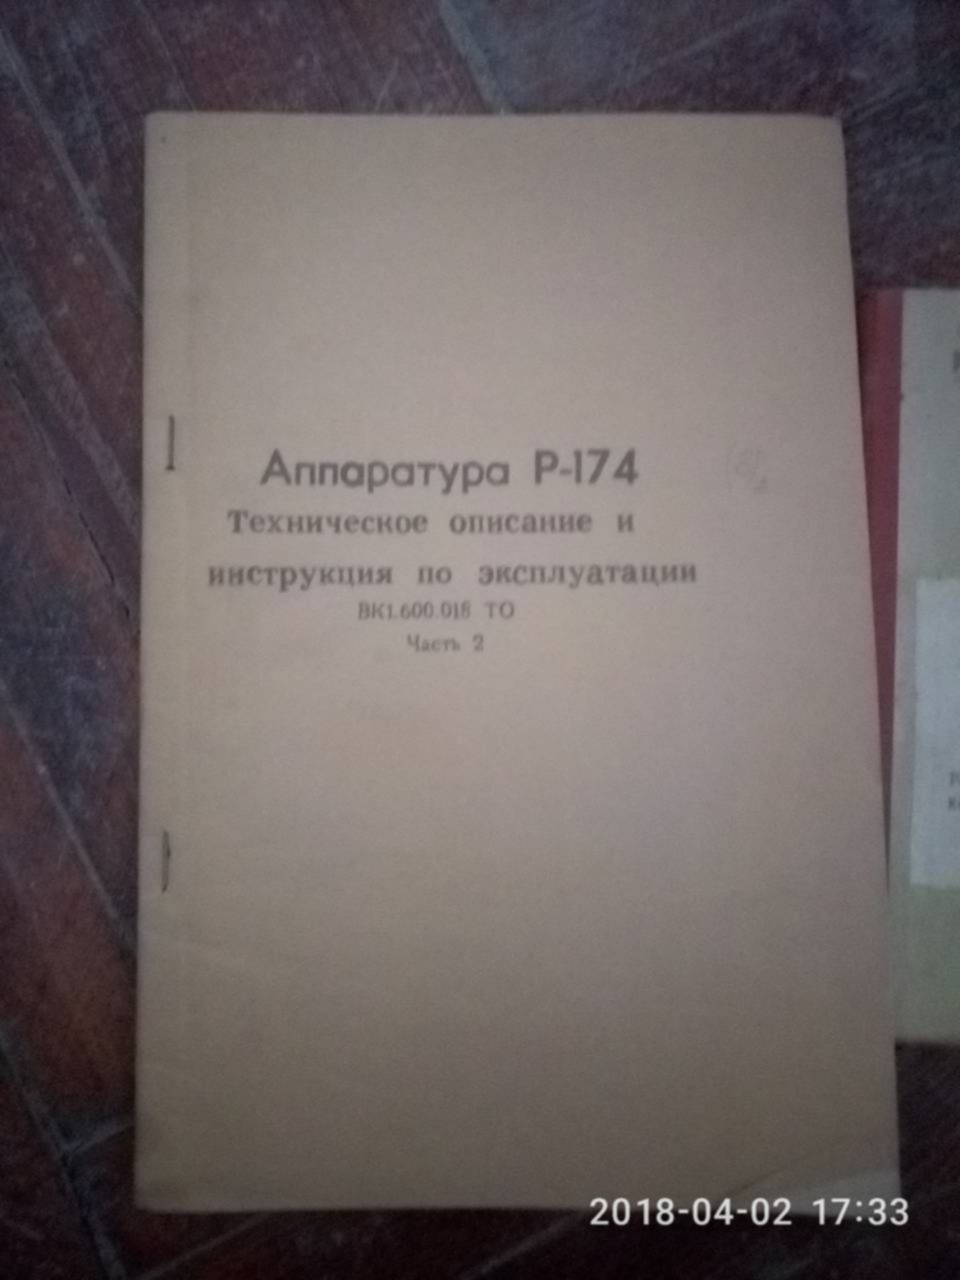 Аппаратура Р-174
Техническое описание и
инструкция по эксплуатации
ВК1.600.018 ТО
Часть 2
2018-04-02 17:33